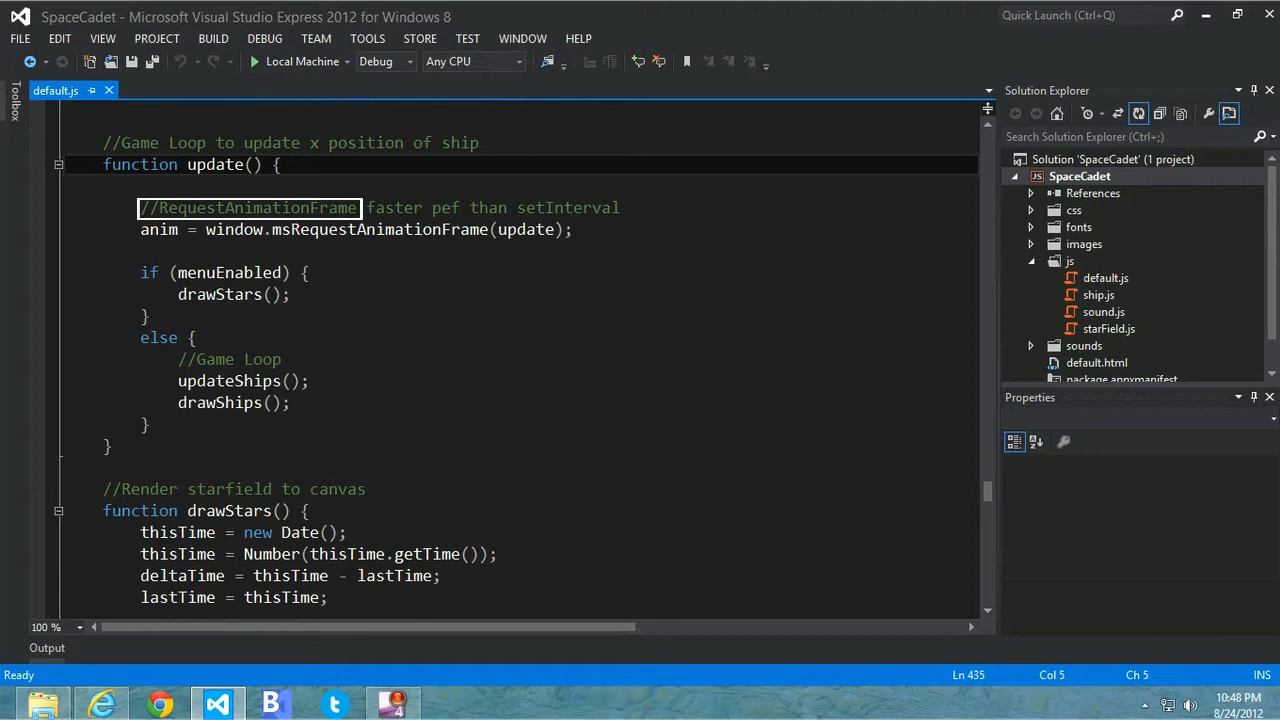 SpaceCadet - Microsoft Visual Studio Express 2012 for Windows 8
Quick Launch (Ctrl+Q)
FILE EDIT VIEW PROJECT BUILD DEBUG TEAM TOOLS STORE TEST WINDOW HELP
Local Machine Debug Any CPU
Toolbox
default.js
//Game Loop to update x position of ship
function update() {
//RequestAnimationFrame faster pef than setInterval
anim = window.msRequestAnimationFrame(update);
if (menuEnabled) {
drawStars();
}
else {
//Game Loop
updateShips();
drawShips();
}
}
//Render starfield to canvas
function drawStars() {
thisTime = new Date();
thisTime = Number(thisTime.getTime());
deltaTime = thisTime - lastTime;
lastTime = thisTime;
100 %
Output
Solution Explorer
Search Solution Explorer (Ctrl+;)
Solution 'SpaceCadet' (1 project)
JS SpaceCadet
References
css
fonts
images
js
default.js
ship.js
sound.js
starField.js
sounds
default.html
package.appxmanifest
Properties
Ready Ln 435 Col 5 Ch 5 INS
B
4
10:48 PM
8/24/2012